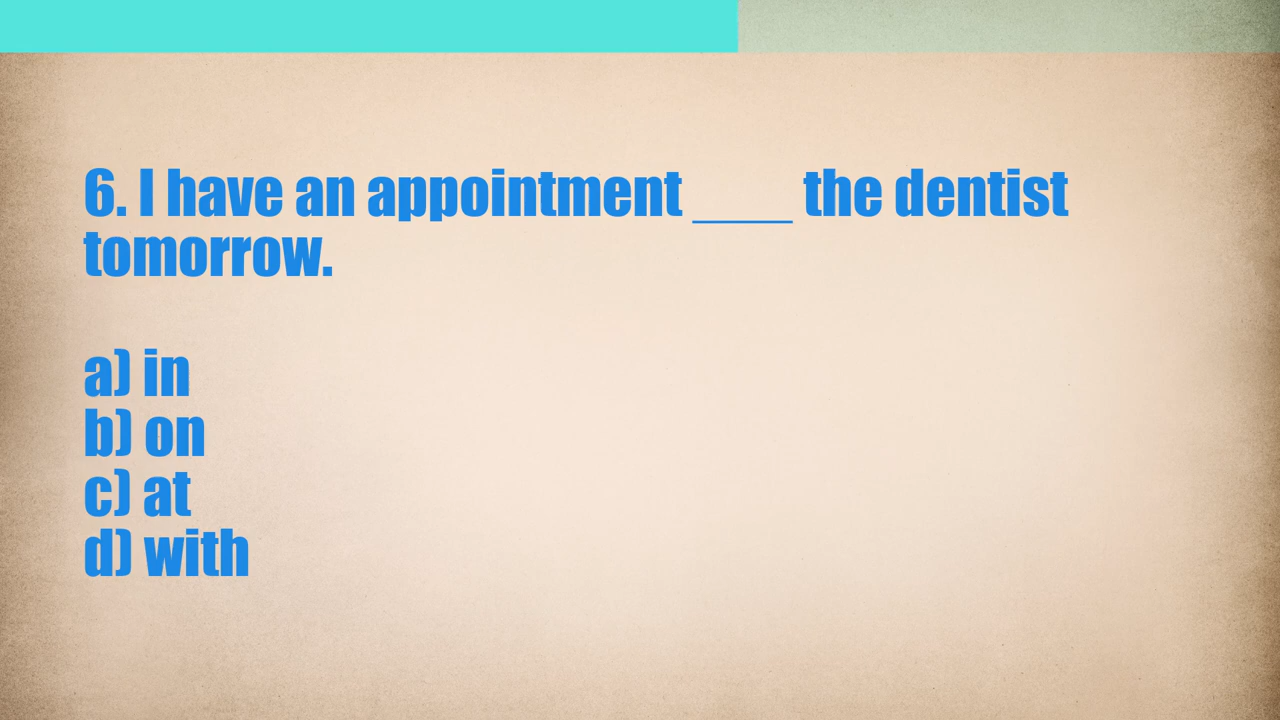 6. I have an appointment ____ the dentist
tomorrow.
a) in
b) on
c) at
d) with